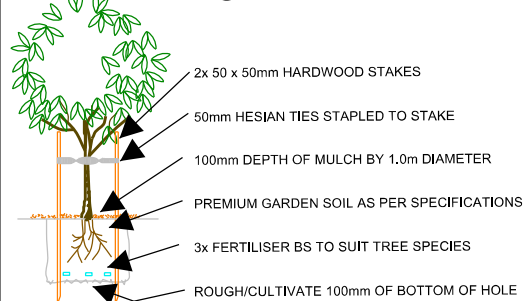 2x 50 x 50mm HARDWOOD STAKES
50mm HESIAN TIES STAPLED TO STAKE
100mm DEPTH OF MULCH BY 1.0m DIAMETER
PREMIUM GARDEN SOIL AS PER SPECIFICATIONS
3x FERTILISER BS TO SUIT TREE SPECIES
ROUGH/CULTIVATE 100mm OF BOTTOM OF HOLE